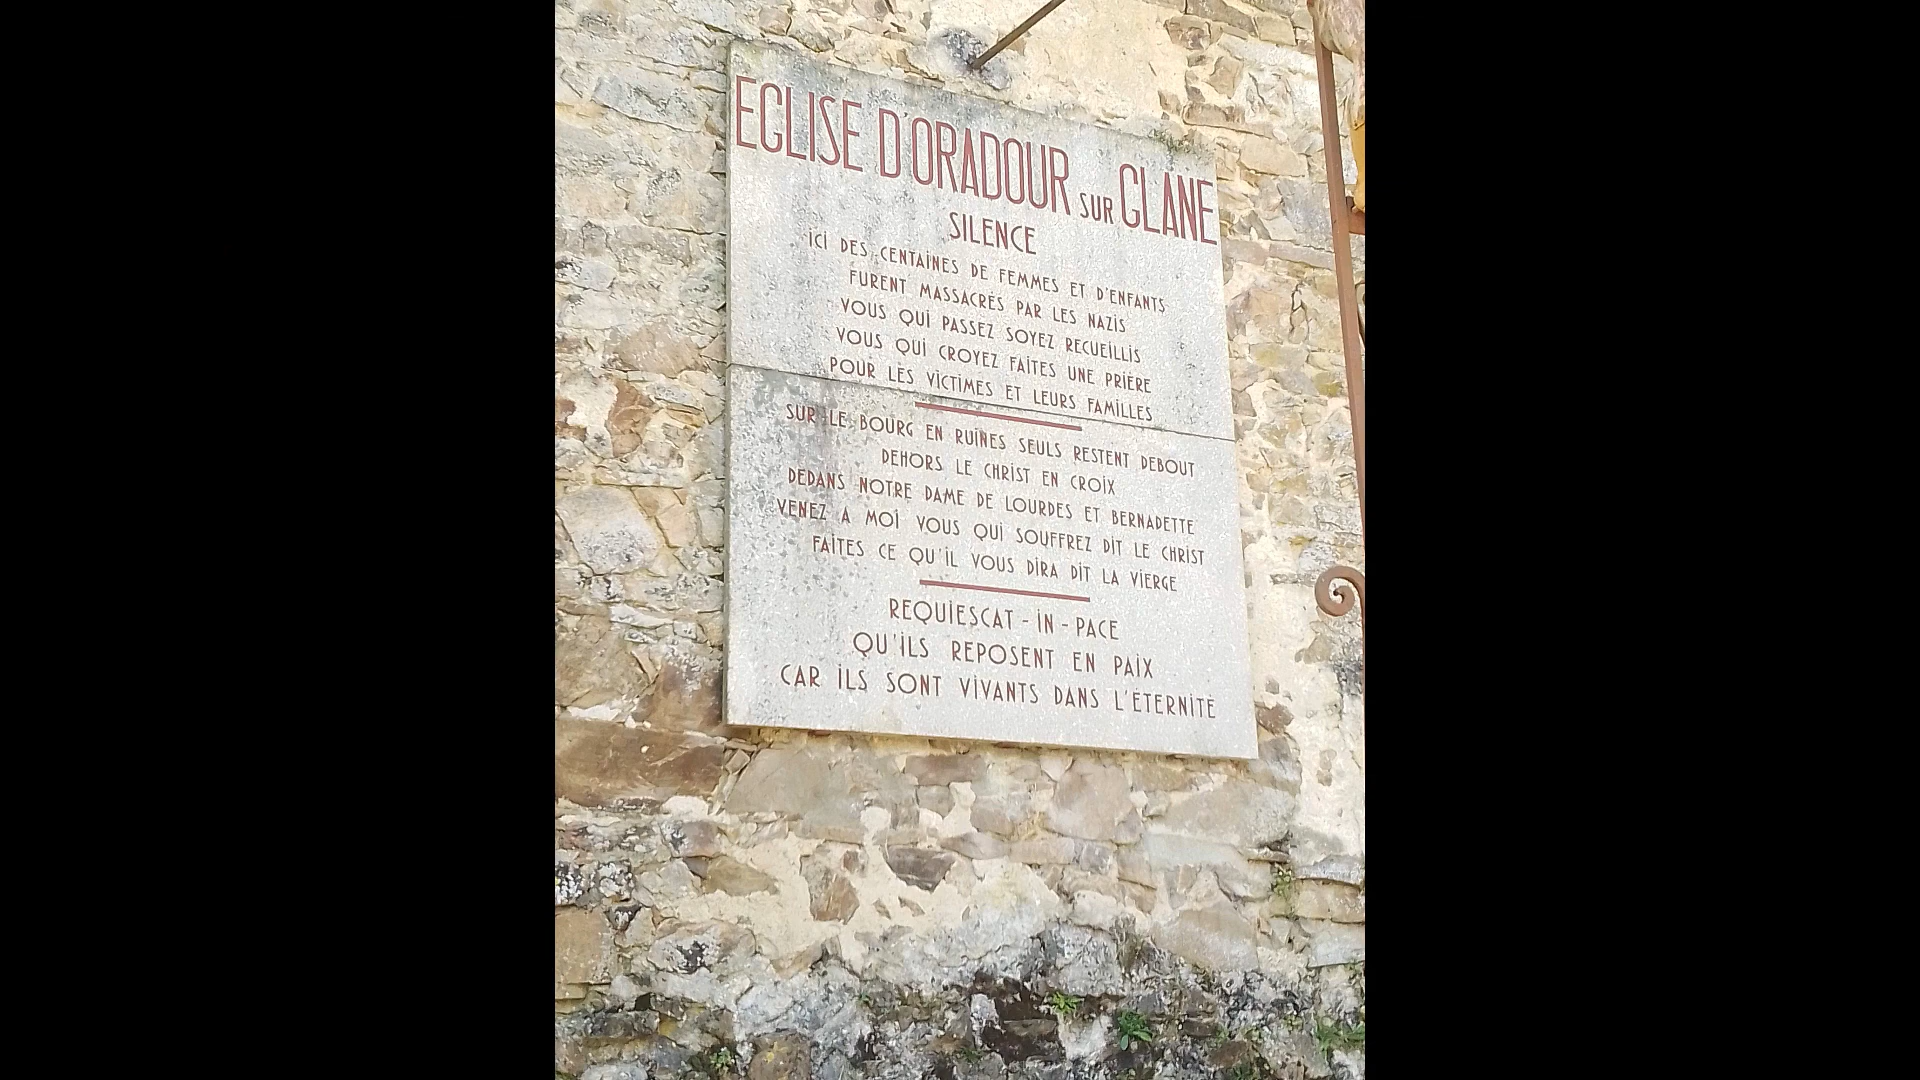 EGLISE D'ORADOUR SUR GLANE
SILENCE
ICI DES CENTAINES DE FEMMES ET D'ENFANTS
FURENT MASSACRÉS PAR LES NAZIS
VOUS QUI PASSEZ SOYEZ RECUEILLIS
VOUS QUI CROYEZ FAITES UNE PRIÈRE
POUR LES VICTIMES ET LEURS FAMILLES
SUR LE BOURG EN RUINES SEULS RESTENT DEBOUT
DEHORS LE CHRIST EN CROIX
DEDANS NOTRE DAME DE LOURDES ET BERNADETTE
VENEZ A MOI VOUS QUI SOUFFREZ DIT LE CHRIST
FAITES CE QU'IL VOUS DIRA DIT LA VIERGE
REQUIESCAT - IN - PACE
QU'ILS REPOSENT EN PAIX
CAR ILS SONT VIVANTS DANS L'ÉTERNITÉ